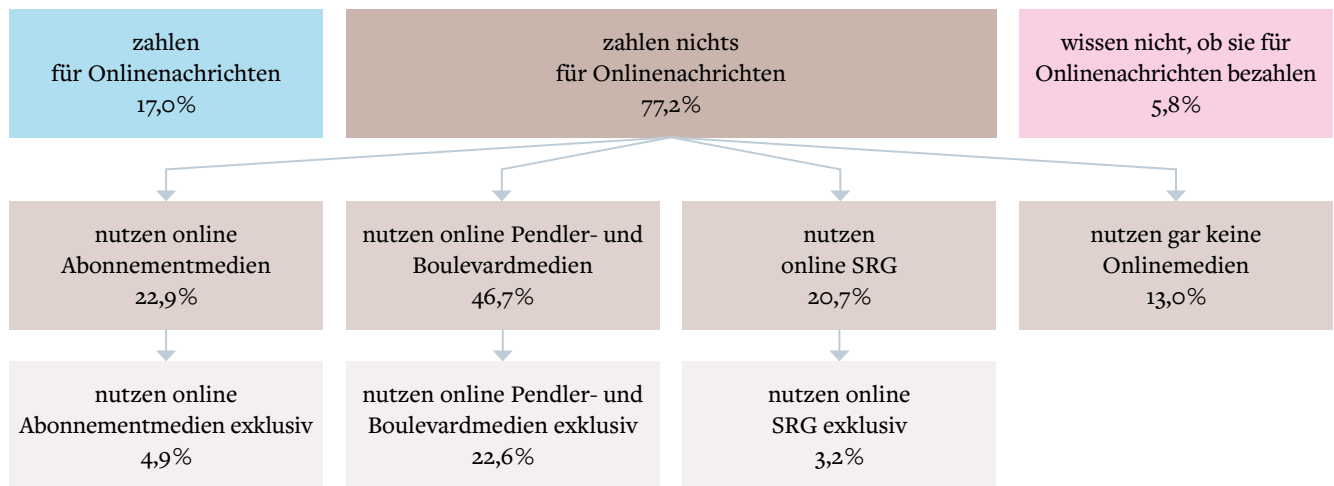 zahlen
für Onlinenachrichten
17,0%
zahlen nichts
für Onlinenachrichten
77,2%
wissen nicht, ob sie für
Onlinenachrichten bezahlen
5,8%
nutzen online
Abonnementmedien
22,9%
nutzen online Pendler- und
Boulevardmedien
46,7%
nutzen
online SRG
20,7%
nutzen gar keine
Onlinemedien
13,0%
nutzen online
Abonnementmedien exklusiv
4,9%
nutzen online Pendler- und
Boulevardmedien exklusiv
22,6%
nutzen online
SRG exklusiv
3,2%